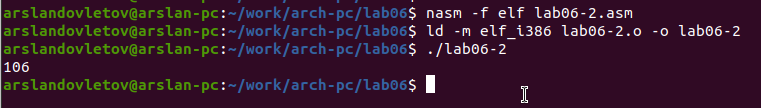 arslandovletov@arslan-pc:~/work/arch-pc/lab06$ nasm -f elf lab06-2.asm
arslandovletov@arslan-pc:~/work/arch-pc/lab06$ ld -m elf_i386 lab06-2.o -o lab06-2
arslandovletov@arslan-pc:~/work/arch-pc/lab06$ ./lab06-2
106
arslandovletov@arslan-pc:~/work/arch-pc/lab06$